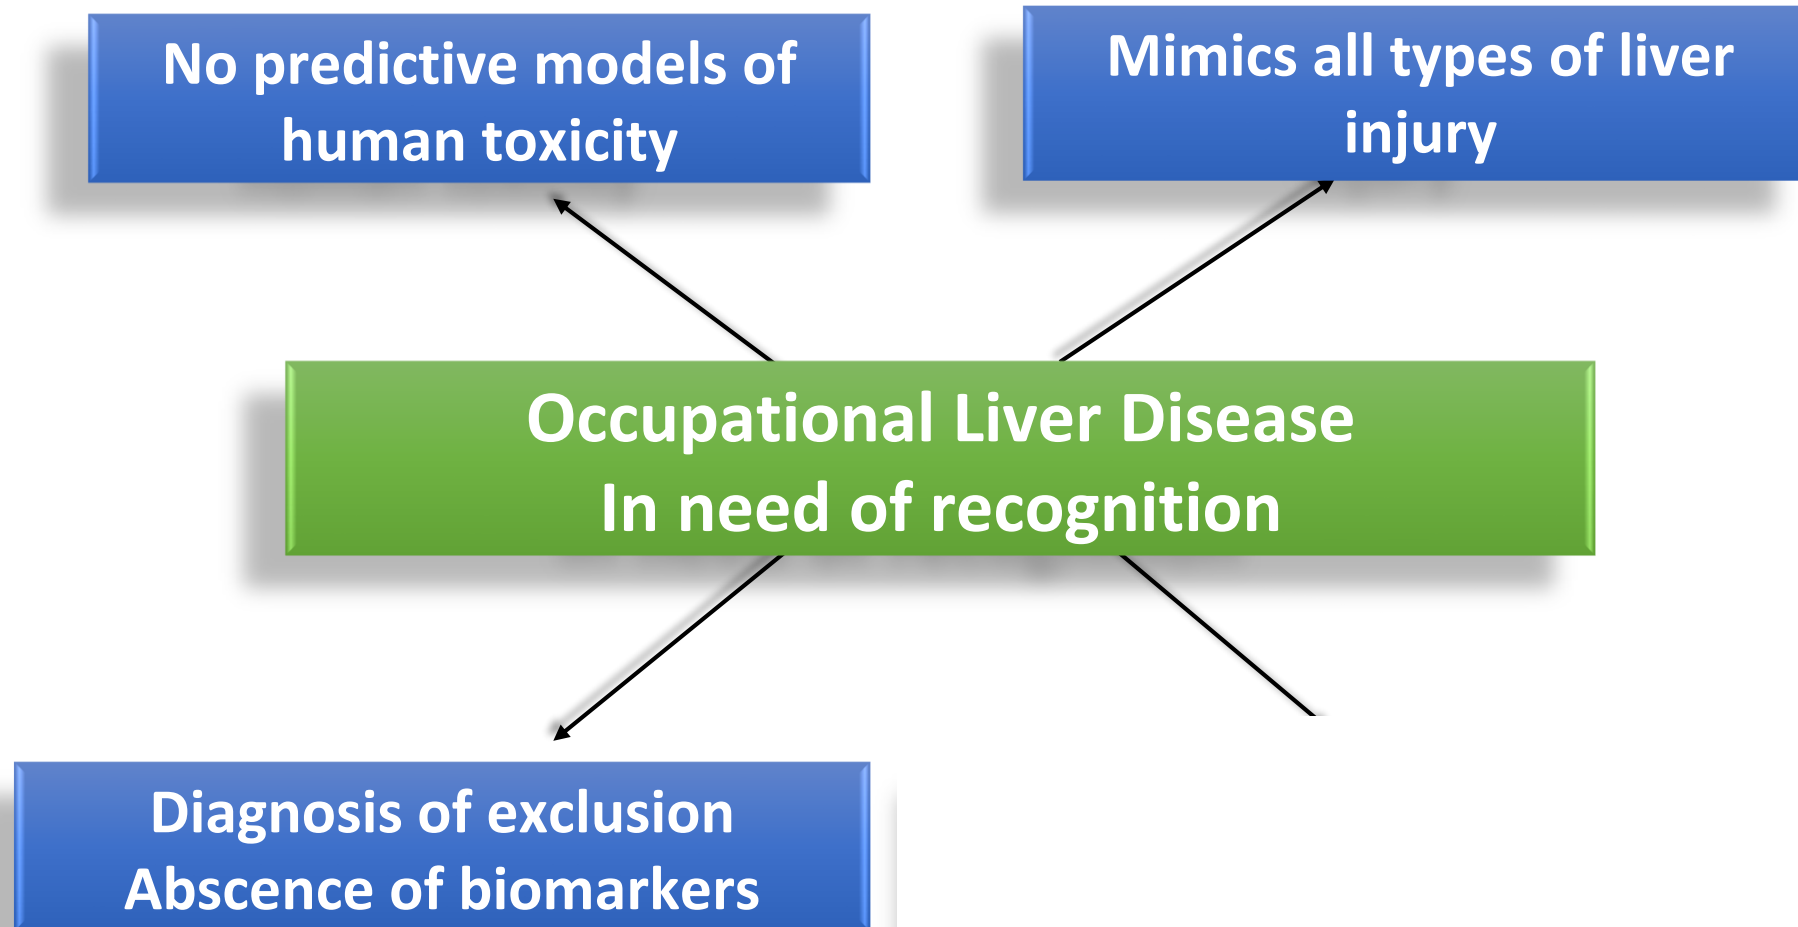 No predictive models of
human toxicity
Mimics all types of liver
injury
Occupational Liver Disease
In need of recognition
Diagnosis of exclusion
Abscence of biomarkers